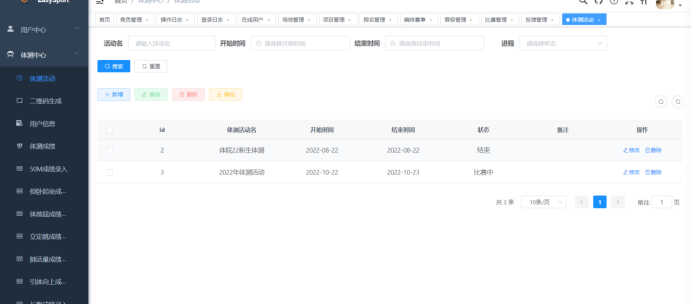 EasySport
首页 / 体测中心 / 体测活动
首页 角色管理 × 操作日志 × 登录日志 × 在线用户 × 场地管理 × 项目管理 × 报名管理 × 编排赛事 × 晋级管理 × 比赛管理 × 反馈管理 × 体测活动 ×
用户中心
体测中心
体测活动
二维码生成
用户信息
体测成绩
50M成绩录入
仰卧起坐成...
体前屈成绩...
立定跳成绩...
肺活量成绩...
引体向上成...
活动名 请输入活动名 开始时间 请选择开始时间 结束时间 请选择结束时间 进程 请选择状态
搜索 重置
+ 新增 修改 删除 导出
id 体测活动名 开始时间 结束时间 状态 备注 操作
2 体院22新生体测 2022-08-22 2022-08-22 结束 修改 删除
3 2022年体测活动 2022-10-22 2022-10-23 比赛中 修改 删除
共 2 条 10条/页 < 1 > 前往 1 页